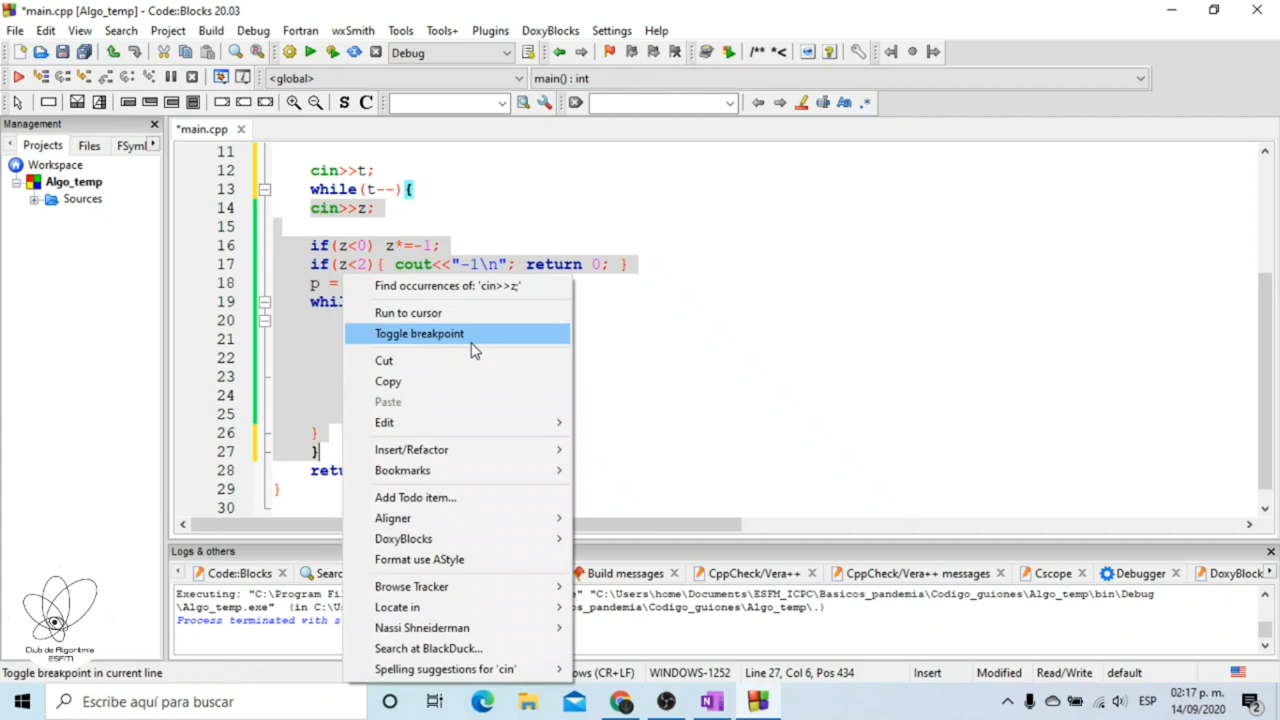 *main.cpp [Algo_temp] - Code::Blocks 20.03
File Edit View Search Project Build Debug Fortran wxSmith Tools Tools+ Plugins DoxyBlocks Settings Help
Debug
<global>
main() : int
S C
Management
*main.cpp
Projects Files FSyml
Workspace
Algo_temp
Sources
11
12 cin>>t;
13 while(t--){
14 cin>>z;
15
16 if(z<0) z*=-1;
17 if(z<2){ cout<<"-1\n"; return 0; }
18 p =
19 whil
20
21
22
23
24
25
26 }
27 }
28 retu
29 }
30
Find occurrences of: 'cin>>z;'
Run to cursor
Toggle breakpoint
Cut
Copy
Paste
Edit
Insert/Refactor
Bookmarks
Add Todo item...
Aligner
DoxyBlocks
Format use AStyle
Browse Tracker
Locate in
Nassi Shneiderman
Search at BlackDuck...
Spelling suggestions for 'cin'
Logs & others
Code::Blocks Searc Build messages CppCheck/Vera++ CppCheck/Vera++ messages Cscope Debugger DoxyBlock
Executing: "C:\Program Fil e" "C:\Users\home\Documents\ESFM_ICPC\Basicos_pandemia\Codigo_guiones\Algo_temp\bin\Debug
\Algo_temp.exe" (in C:\U s_pandemia\Codigo_guiones\Algo_temp\.)
Process terminated with s
Club de Algoritmia
ESFM
Toggle breakpoint in current line
ows (CR+LF) WINDOWS-1252 Line 27, Col 6, Pos 434 Insert Modified Read/Write default
Escribe aquí para buscar
ESP
02:17 p. m.
14/09/2020
2